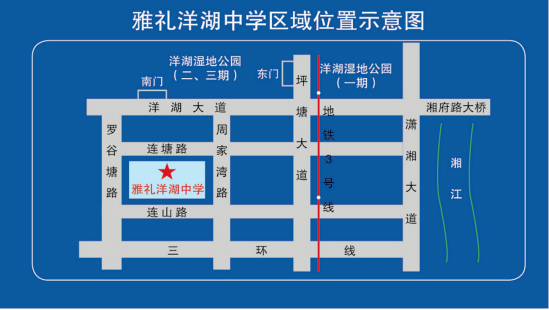 雅礼洋湖中学区域位置示意图
洋湖湿地公园
（二、三期）
南门
东门
洋湖湿地公园
（一期）
洋湖大道
湘府路大桥
罗谷塘路
连塘路
周家湾路
坪塘大道
地铁3号线
潇湘大道
湘江
雅礼洋湖中学
连山路
三环线